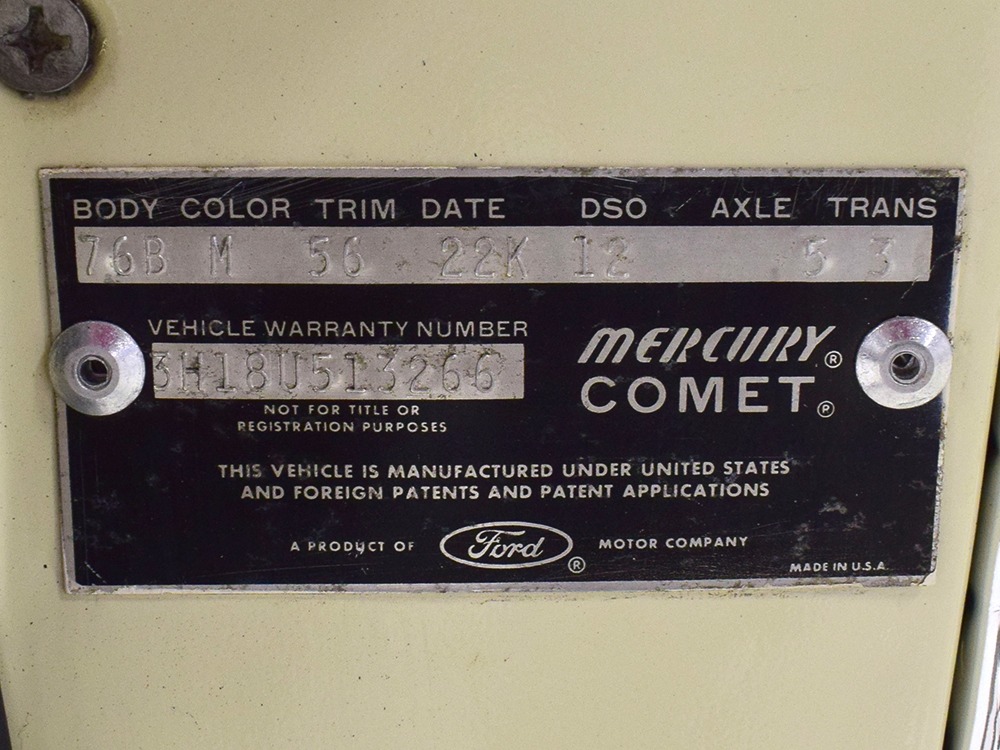 BODY COLOR TRIM DATE DSO AXLE TRANS
76B M 56 22K 12 5 3
VEHICLE WARRANTY NUMBER
3H18U513266
NOT FOR TITLE OR
REGISTRATION PURPOSES
MERCURY®
COMET ℗
THIS VEHICLE IS MANUFACTURED UNDER UNITED STATES
AND FOREIGN PATENTS AND PATENT APPLICATIONS
A PRODUCT OF Ford® MOTOR COMPANY
MADE IN U.S.A.